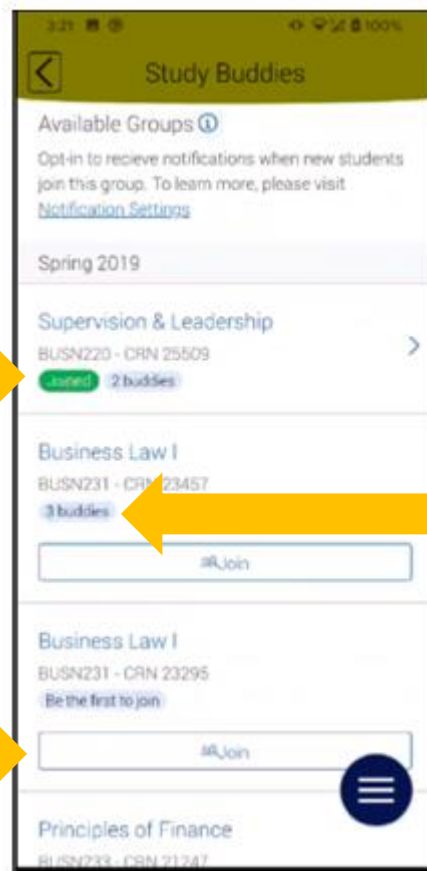 3:21 100%
Study Buddies
Available Groups
Opt-in to recieve notifications when new students
join this group. To learn more, please visit
Notification Settings
Spring 2019
Supervision & Leadership
BUSN220 - CRN 25509
Joined 2 buddies
Business Law I
BUSN231 - CRN 23457
3 buddies
Join
Business Law I
BUSN231 - CRN 23295
Be the first to join
Join
Principles of Finance
BUSN233 - CRN 21247